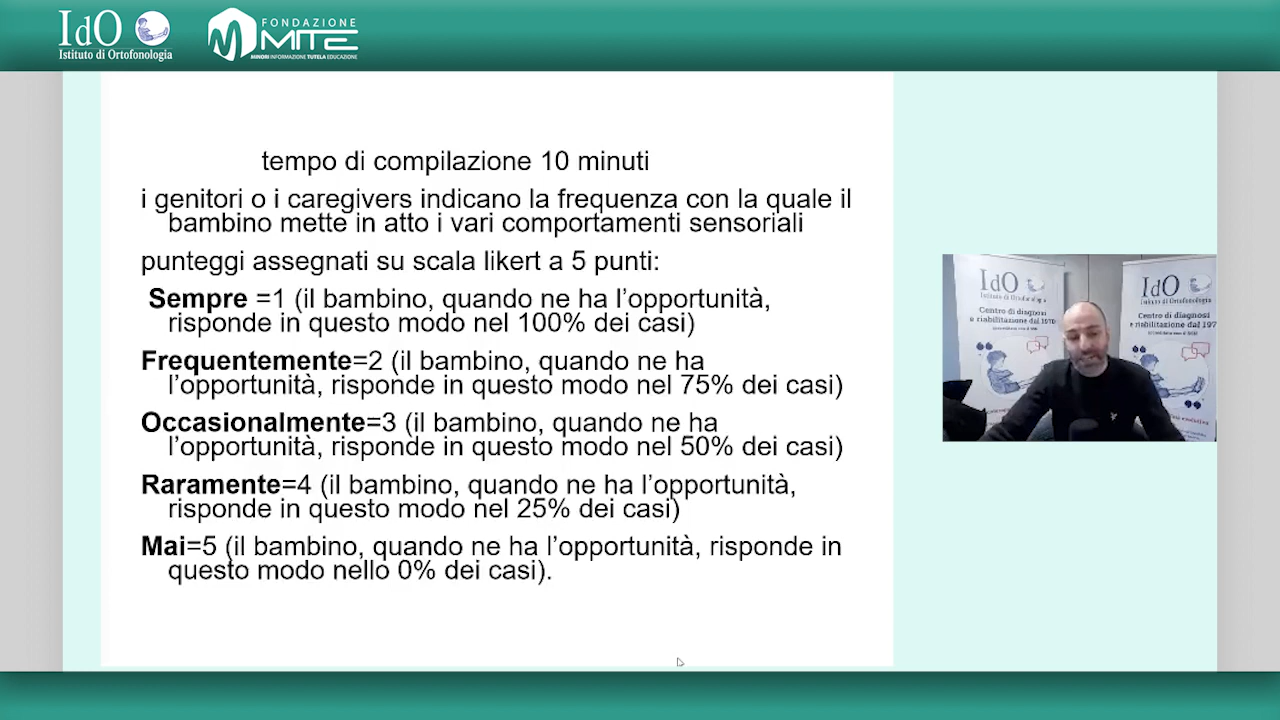 IdO
Istituto di Ortofonologia
FONDAZIONE
MITE
MINORI INFORMAZIONE TUTELA EDUCAZIONE
tempo di compilazione 10 minuti
i genitori o i caregivers indicano la frequenza con la quale il
bambino mette in atto i vari comportamenti sensoriali
punteggi assegnati su scala likert a 5 punti:
Sempre =1 (il bambino, quando ne ha l’opportunità,
risponde in questo modo nel 100% dei casi)
Frequentemente=2 (il bambino, quando ne ha
l’opportunità, risponde in questo modo nel 75% dei casi)
Occasionalmente=3 (il bambino, quando ne ha
l’opportunità, risponde in questo modo nel 50% dei casi)
Raramente=4 (il bambino, quando ne ha l’opportunità,
risponde in questo modo nel 25% dei casi)
Mai=5 (il bambino, quando ne ha l’opportunità, risponde in
questo modo nello 0% dei casi).
IdO
Istituto di Ortofonologia
Centro di diagnosi
e riabilitazione dal 1970
IdO
Istituto di Ortofonologia
Centro di diagnosi
e riabilitazione dal 197